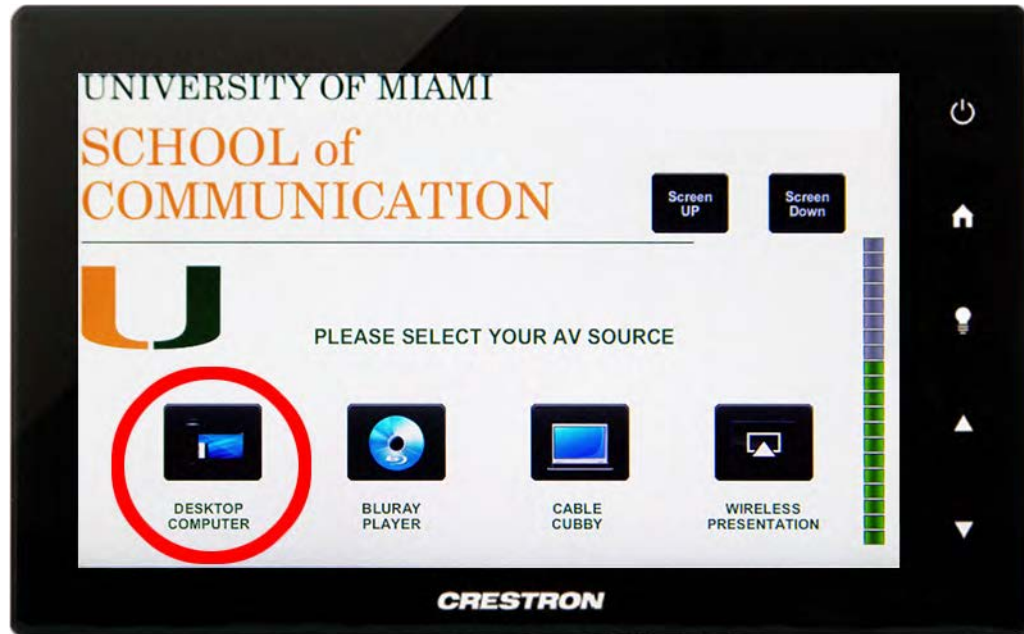 UNIVERSITY OF MIAMI
SCHOOL of
COMMUNICATION
Screen
UP
Screen
Down
PLEASE SELECT YOUR AV SOURCE
DESKTOP
COMPUTER
BLURAY
PLAYER
CABLE
CUBBY
WIRELESS
PRESENTATION
CRESTRON